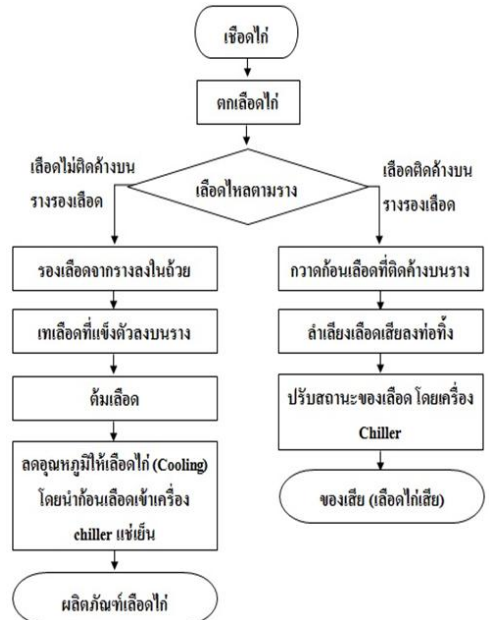 เชือดไก่
ตกเลือดไก่
เลือดไหลตามราง
เลือดไม่ติดค้างบน
รางรองเลือด
เลือดติดค้างบน
รางรองเลือด
รองเลือดจากรางลงในถ้วย
เทเลือดที่แข็งตัวลงบนราง
ต้มเลือด
ลดอุณหภูมิให้เลือดไก่ (Cooling)
โดยนำก้อนเลือดเข้าเครื่อง
chiller แช่เย็น
ผลิตภัณฑ์เลือดไก่
กวาดก้อนเลือดที่ติดค้างบนราง
ลำเลียงเลือดเสียลงท่อทิ้ง
ปรับสถานะของเลือด โดยเครื่อง
Chiller
ของเสีย (เลือดไก่เสีย)